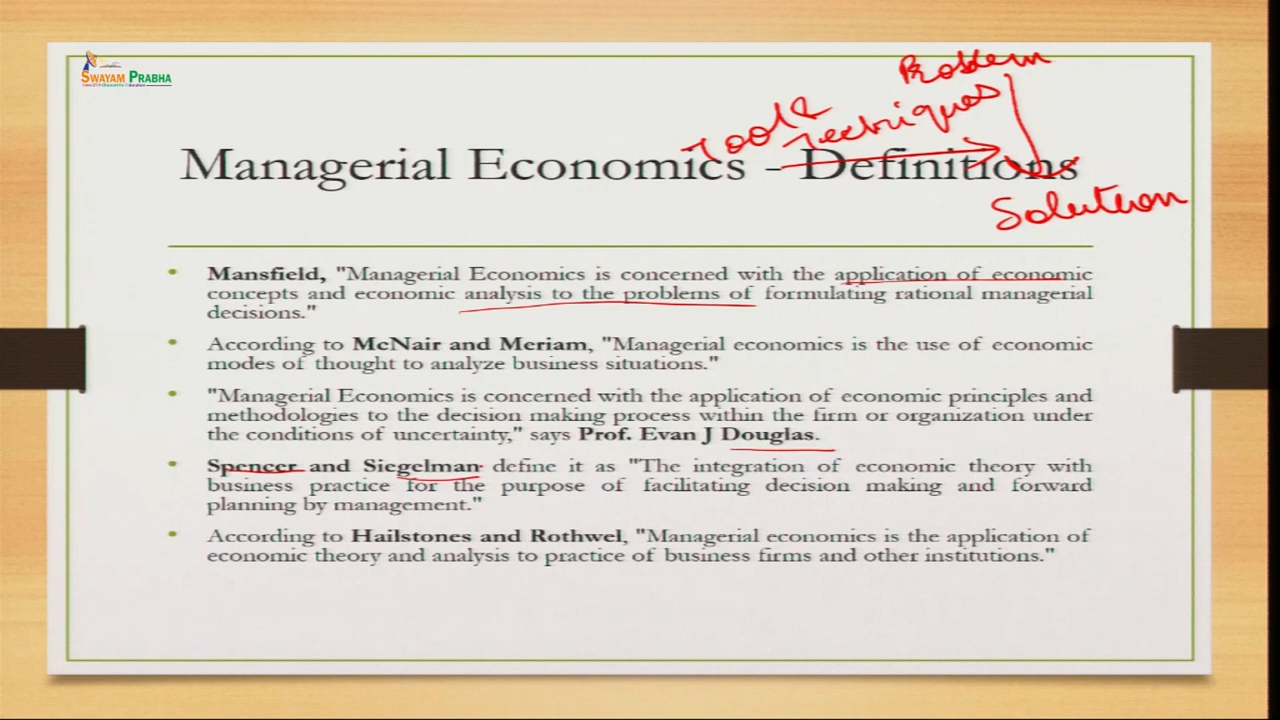 SWAYAM PRABHA
Problem
Tools Techniques
Managerial Economics - Definitions
Solution
• Mansfield, "Managerial Economics is concerned with the application of economic
concepts and economic analysis to the problems of formulating rational managerial
decisions."
• According to McNair and Meriam, "Managerial economics is the use of economic
modes of thought to analyze business situations."
• "Managerial Economics is concerned with the application of economic principles and
methodologies to the decision making process within the firm or organization under
the conditions of uncertainty," says Prof. Evan J Douglas.
• Spencer and Siegelman define it as "The integration of economic theory with
business practice for the purpose of facilitating decision making and forward
planning by management."
• According to Hailstones and Rothwel, "Managerial economics is the application of
economic theory and analysis to practice of business firms and other institutions."